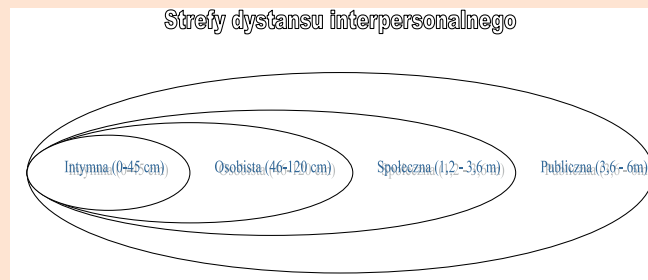 Strefy dystansu interpersonalnego
Intymna (0-45 cm) Osobista (46-120 cm) Społeczna (1,2 - 3,6 m) Publiczna (3,6 - 6m)